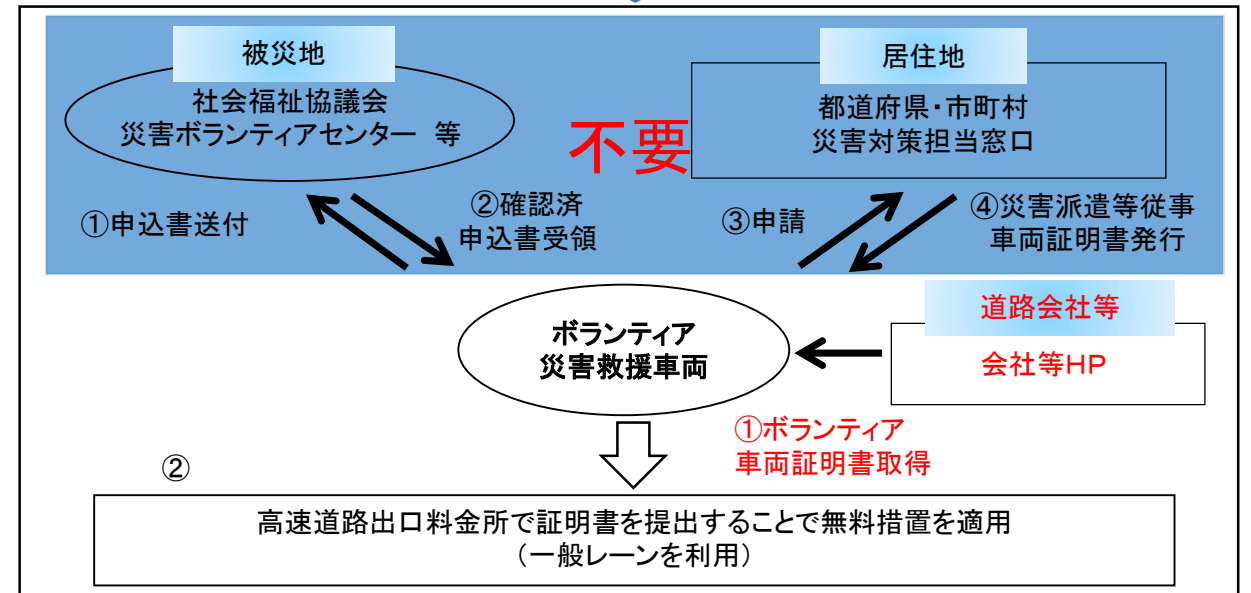 被災地
社会福祉協議会
災害ボランティアセンター 等
不要
居住地
都道府県・市町村
災害対策担当窓口
①申込書送付
②確認済
申込書受領
③申請
④災害派遣等従事
車両証明書発行
ボランティア
災害救援車両
道路会社等
会社等HP
①ボランティア
車両証明書取得
②
高速道路出口料金所で証明書を提出することで無料措置を適用
（一般レーンを利用）